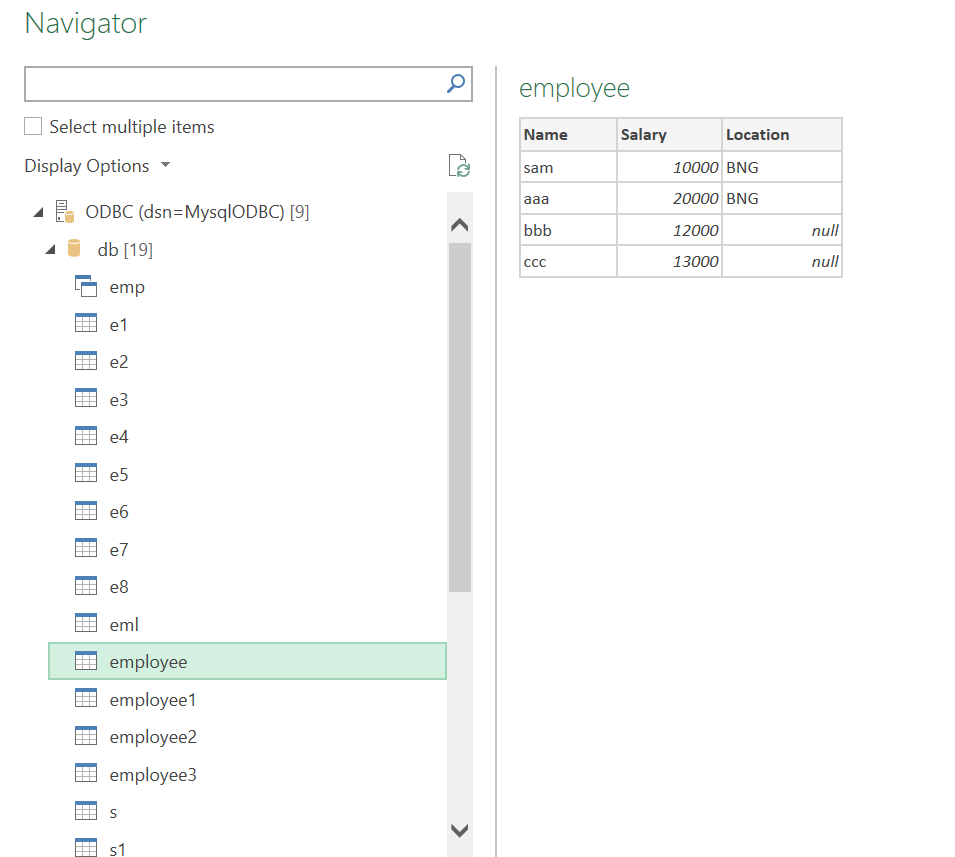 Navigator
Select multiple items
Display Options
ODBC (dsn=MysqlODBC) [9]
db [19]
emp
e1
e2
e3
e4
e5
e6
e7
e8
eml
employee
employee1
employee2
employee3
s
s1
employee
Name Salary Location
sam 10000 BNG
aaa 20000 BNG
bbb 12000 null
ccc 13000 null